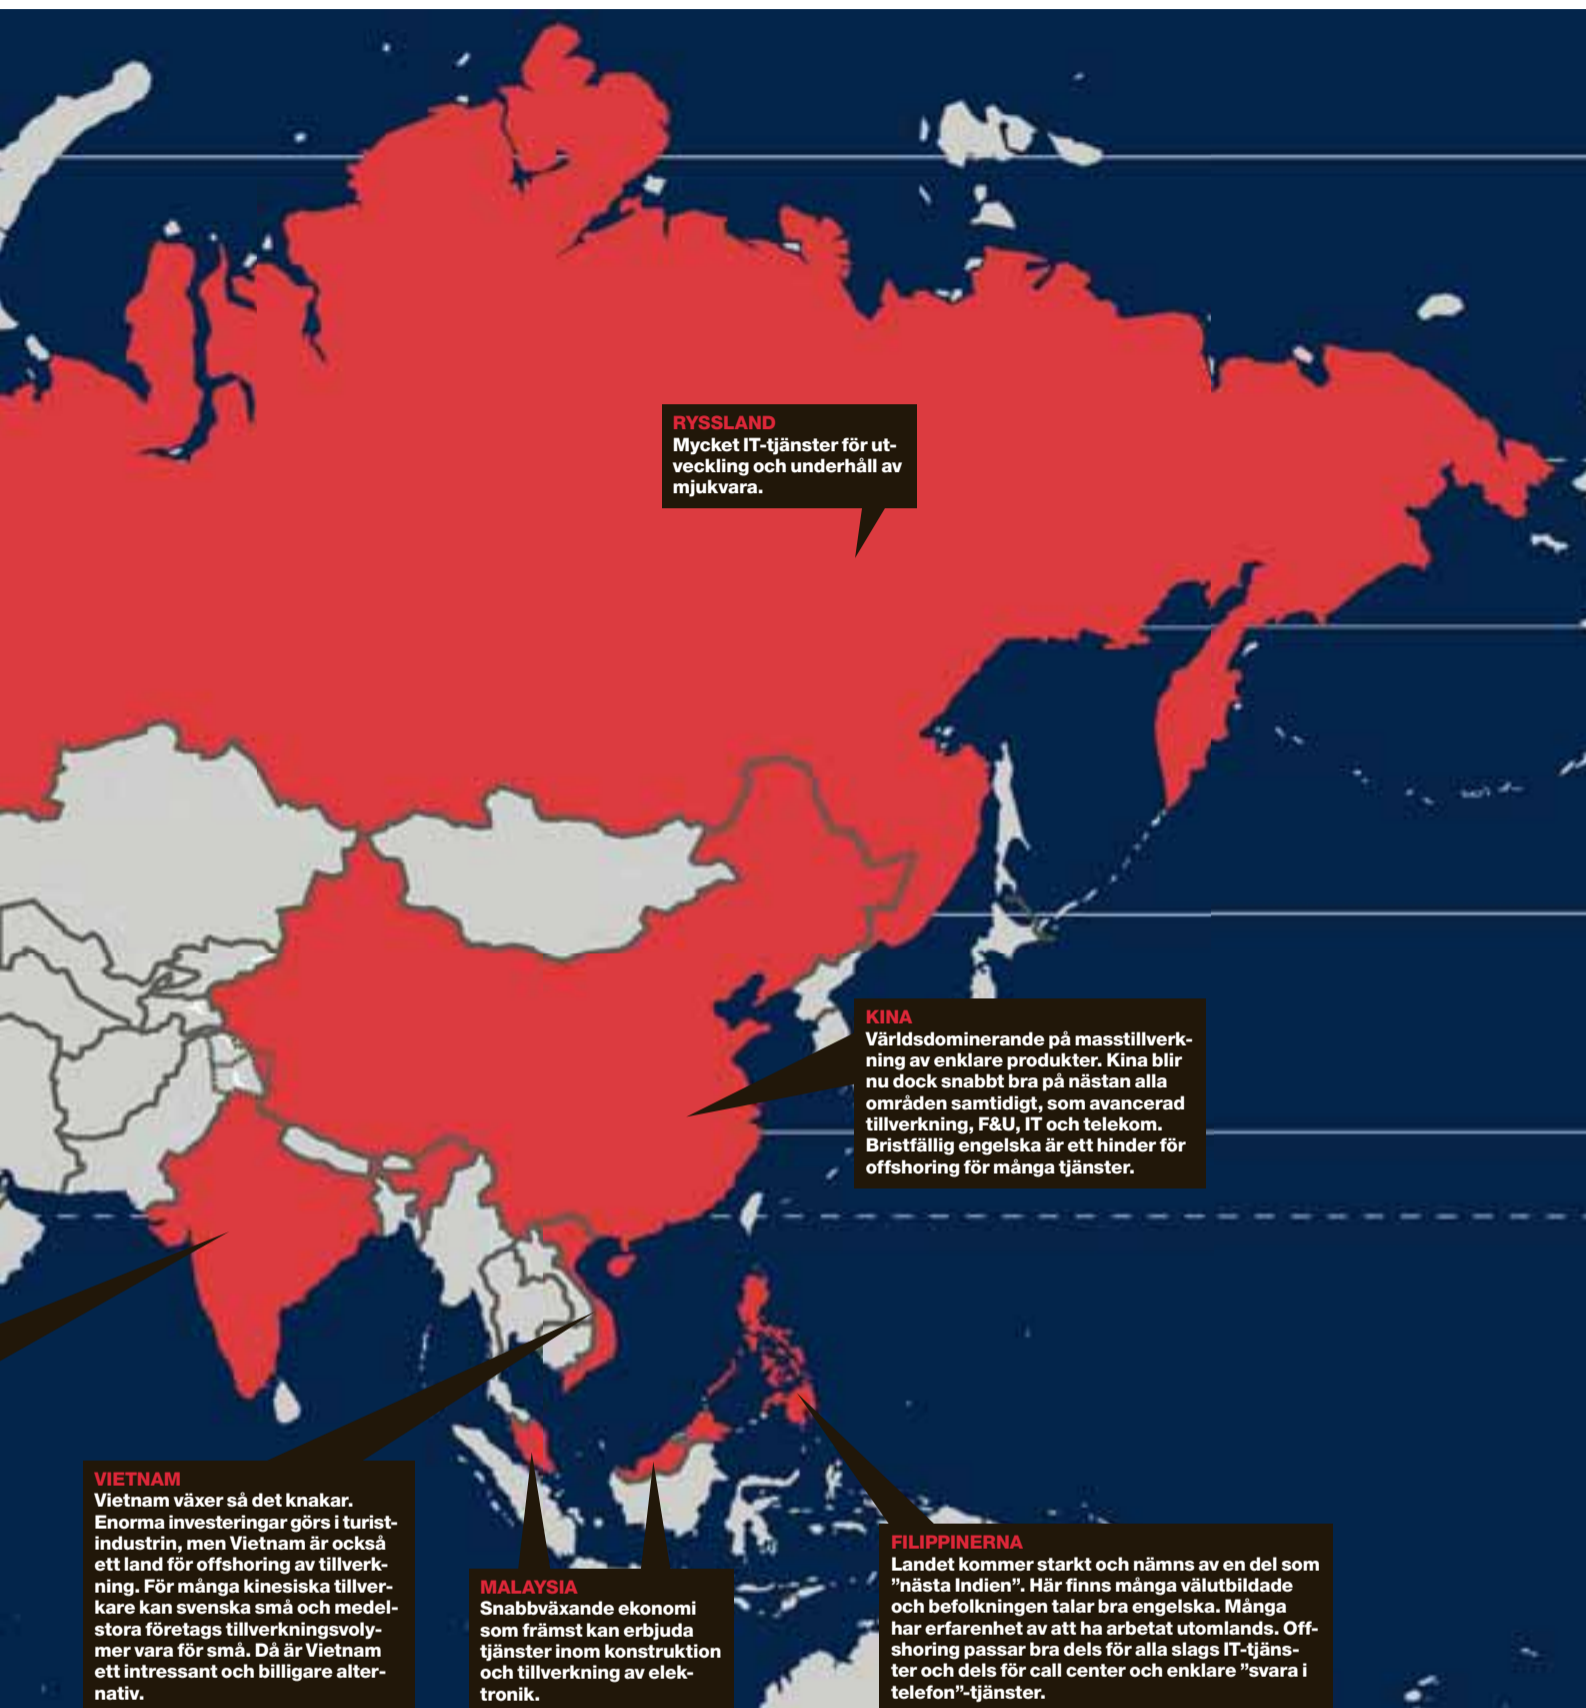 RYSSLAND
Mycket IT-tjänster för ut-
veckling och underhåll av
mjukvara.
KINA
Världsdominerande på masstillverk-
ning av enklare produkter. Kina blir
nu dock snabbt bra på nästan alla
områden samtidigt, som avancerad
tillverkning, F&U, IT och telekom.
Bristfällig engelska är ett hinder för
offshoring för många tjänster.
VIETNAM
Vietnam växer så det knakar.
Enorma investeringar görs i turist-
industrin, men Vietnam är också
ett land för offshoring av tillverk-
ning. För många kinesiska tillver-
kare kan svenska små och medel-
stora företags tillverkningsvoly-
mer vara för små. Då är Vietnam
ett intressant och billigare alter-
nativ.
MALAYSIA
Snabbväxande ekonomi
som främst kan erbjuda
tjänster inom konstruktion
och tillverkning av elek-
tronik.
FILIPPINERNA
Landet kommer starkt och nämns av en del som
”nästa Indien”. Här finns många välutbildade
och befolkningen talar bra engelska. Många
har erfarenhet av att ha arbetat utomlands. Off-
shoring passar bra dels för alla slags IT-tjäns-
ter och dels för call center och enklare ”svara i
telefon”-tjänster.